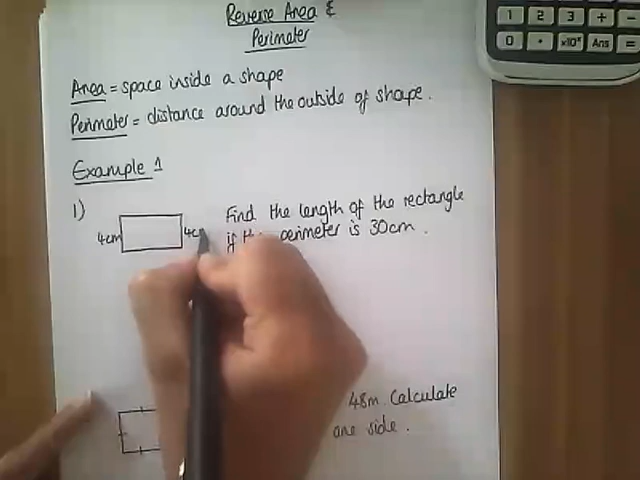 Reverse Area &
Perimeter
1 2 3 + −
0 · ×10ˣ Ans =
Area = space inside a shape
Perimeter = distance around the outside of shape.
Example 1
1)
Find the length of the rectangle
4cm 4cm if perimeter is 30cm.
48m. Calculate
one side.